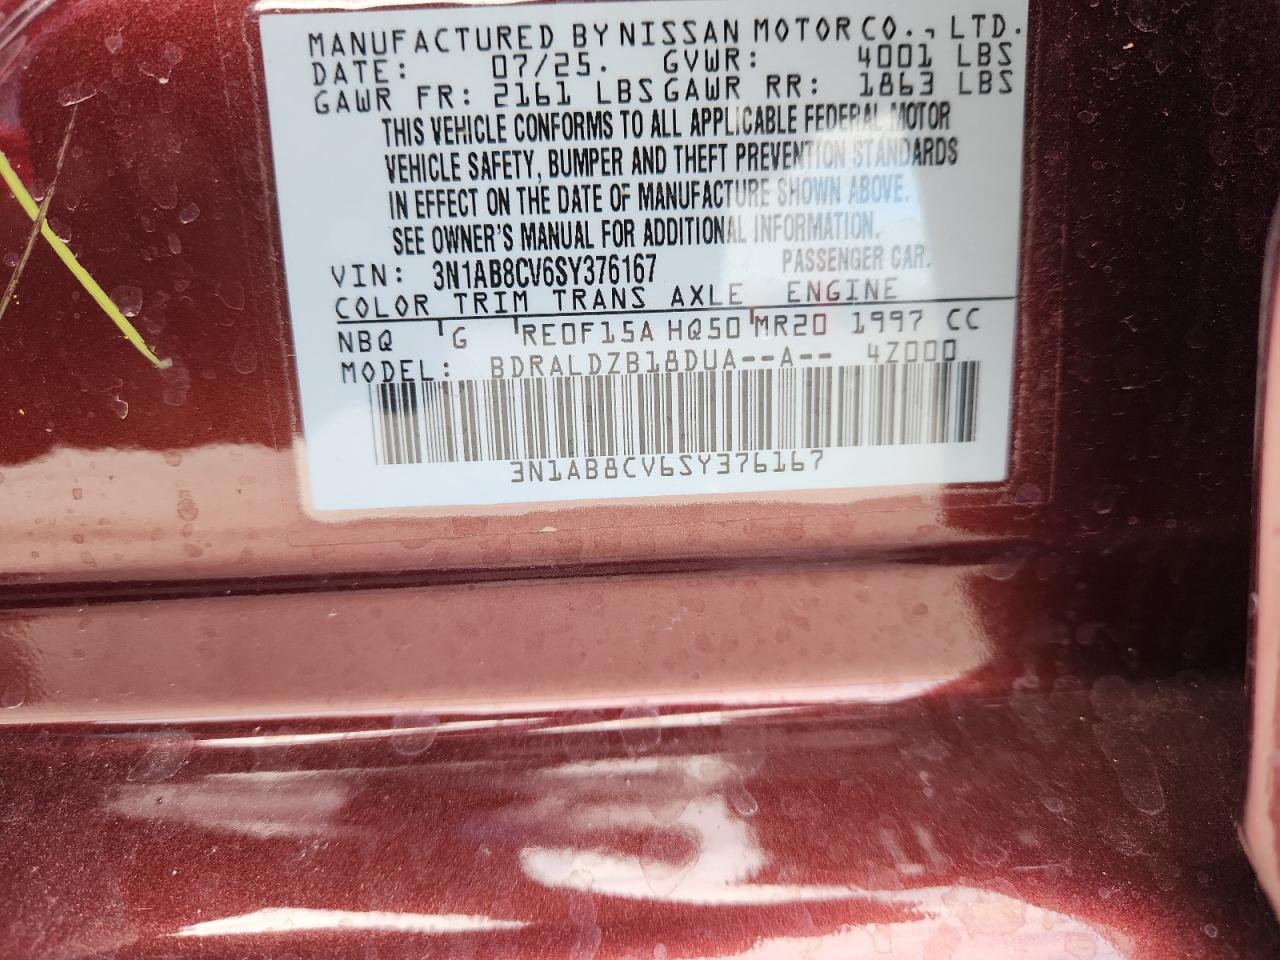 MANUFACTURED BY NISSAN MOTOR CO., LTD.
DATE: 07/25. GVWR: 4001 LBS
GAWR FR: 2161 LBS GAWR RR: 1863 LBS
THIS VEHICLE CONFORMS TO ALL APPLICABLE FEDERAL MOTOR
VEHICLE SAFETY, BUMPER AND THEFT PREVENTION STANDARDS
IN EFFECT ON THE DATE OF MANUFACTURE SHOWN ABOVE.
SEE OWNER'S MANUAL FOR ADDITIONAL INFORMATION.
VIN: 3N1AB8CV6SY376167 PASSENGER CAR.
COLOR TRIM TRANS AXLE ENGINE
NBQ G RE0F15A HQ50 MR20 1997 CC
MODEL: BDRALDZB18DUA--A-- 4Z000
3N1AB8CV6SY376167